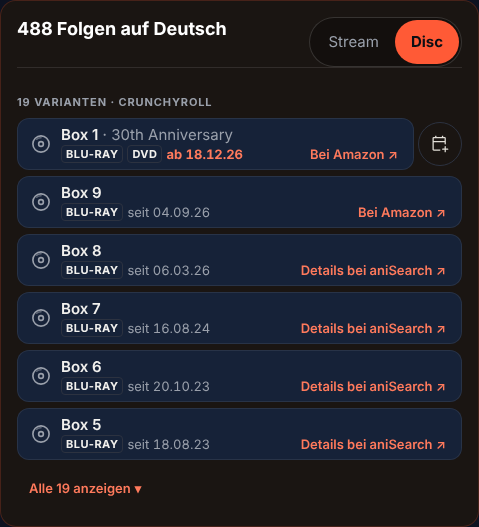 488 Folgen auf Deutsch
Stream
Disc
19 VARIANTEN · CRUNCHYROLL
Box 1 · 30th Anniversary
BLU-RAY DVD ab 18.12.26 Bei Amazon ↗
Box 9
BLU-RAY seit 04.09.26 Bei Amazon ↗
Box 8
BLU-RAY seit 06.03.26 Details bei aniSearch ↗
Box 7
BLU-RAY seit 16.08.24 Details bei aniSearch ↗
Box 6
BLU-RAY seit 20.10.23 Details bei aniSearch ↗
Box 5
BLU-RAY seit 18.08.23 Details bei aniSearch ↗
Alle 19 anzeigen ▾